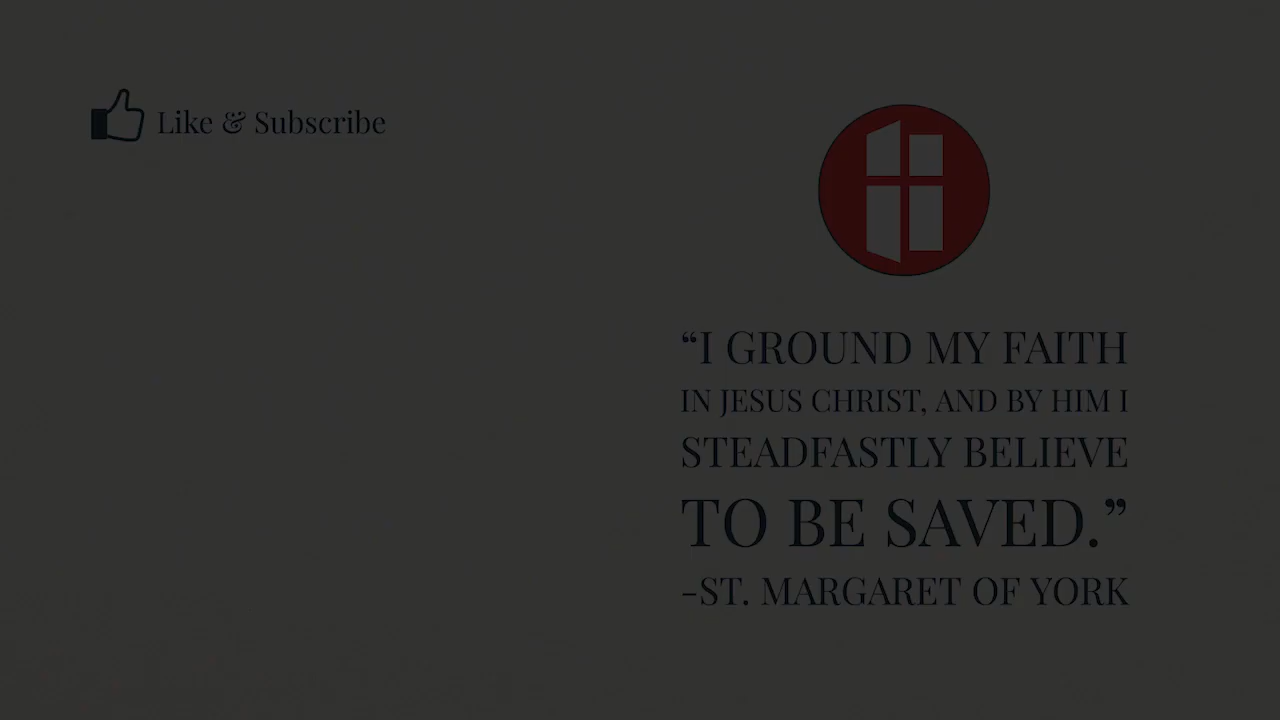 Like & Subscribe
“I GROUND MY FAITH
IN JESUS CHRIST, AND BY HIM I
STEADFASTLY BELIEVE
TO BE SAVED.”
-ST. MARGARET OF YORK